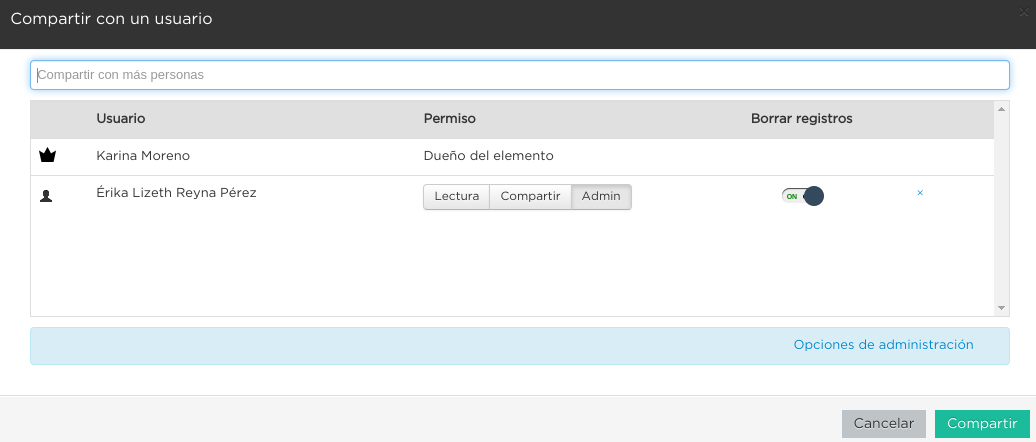 Compartir con un usuario
Compartir con más personas
Usuario Permiso Borrar registros
Karina Moreno Dueño del elemento
Érika Lizeth Reyna Pérez Lectura Compartir Admin ON ×
Opciones de administración
Cancelar Compartir